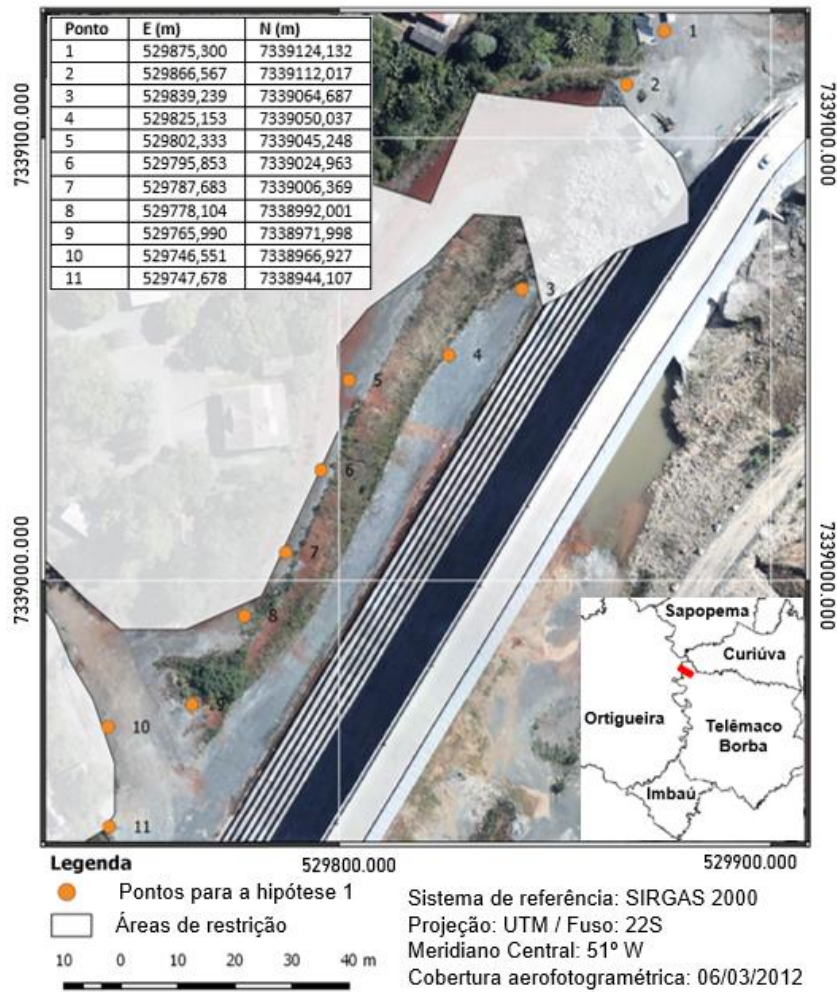 Ponto E (m) N (m)
1 529875,300 7339124,132
2 529866,567 7339112,017
3 529839,239 7339064,687
4 529825,153 7339050,037
5 529802,333 7339045,248
6 529795,853 7339024,963
7 529787,683 7339006,369
8 529778,104 7338992,001
9 529765,990 7338971,998
10 529746,551 7338966,927
11 529747,678 7338944,107
7339100.000
7339100.000
1
2
3
4
5
6
7
8
9
10
11
7339000.000
7339000.000
Sapopema
Curiúva
Ortigueira
Telêmaco
Borba
Imbaú
529800.000
529900.000
Legenda
Pontos para a hipótese 1
Áreas de restrição
10 0 10 20 30 40 m
Sistema de referência: SIRGAS 2000
Projeção: UTM / Fuso: 22S
Meridiano Central: 51º W
Cobertura aerofotogramétrica: 06/03/2012